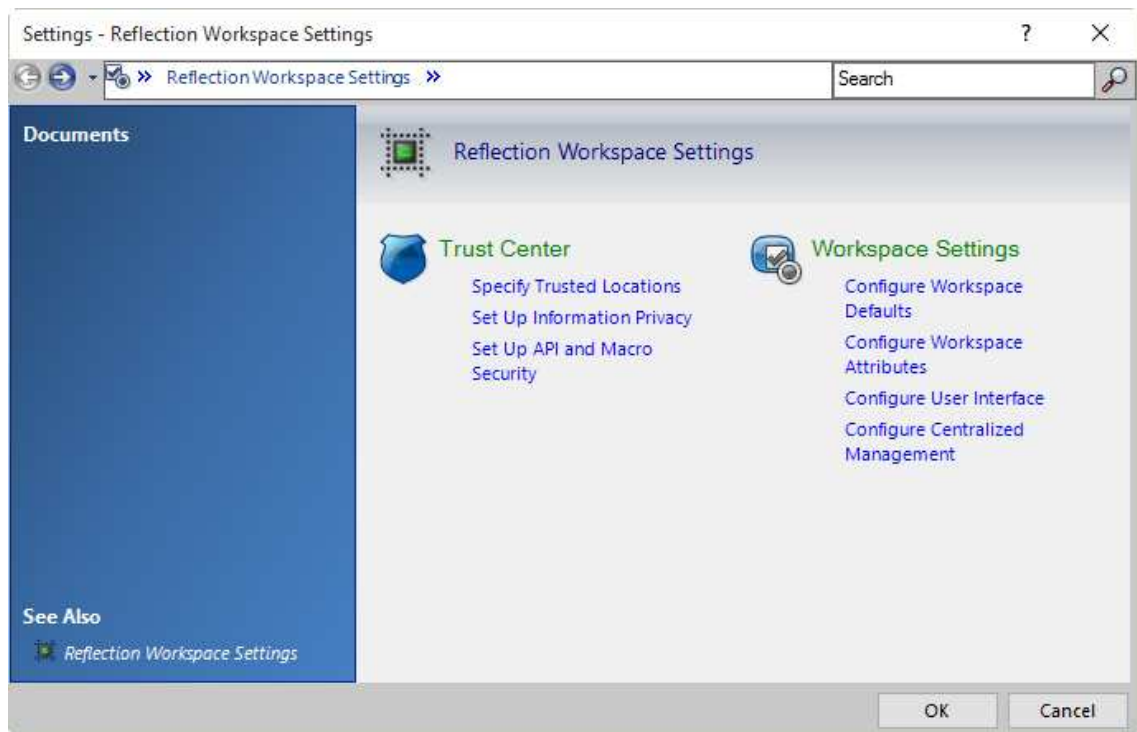 Settings - Reflection Workspace Settings
?
Reflection Workspace Settings
Search
Documents
Reflection Workspace Settings
Trust Center
Specify Trusted Locations
Set Up Information Privacy
Set Up API and Macro
Security
Workspace Settings
Configure Workspace
Defaults
Configure Workspace
Attributes
Configure User Interface
Configure Centralized
Management
See Also
Reflection Workspace Settings
OK
Cancel